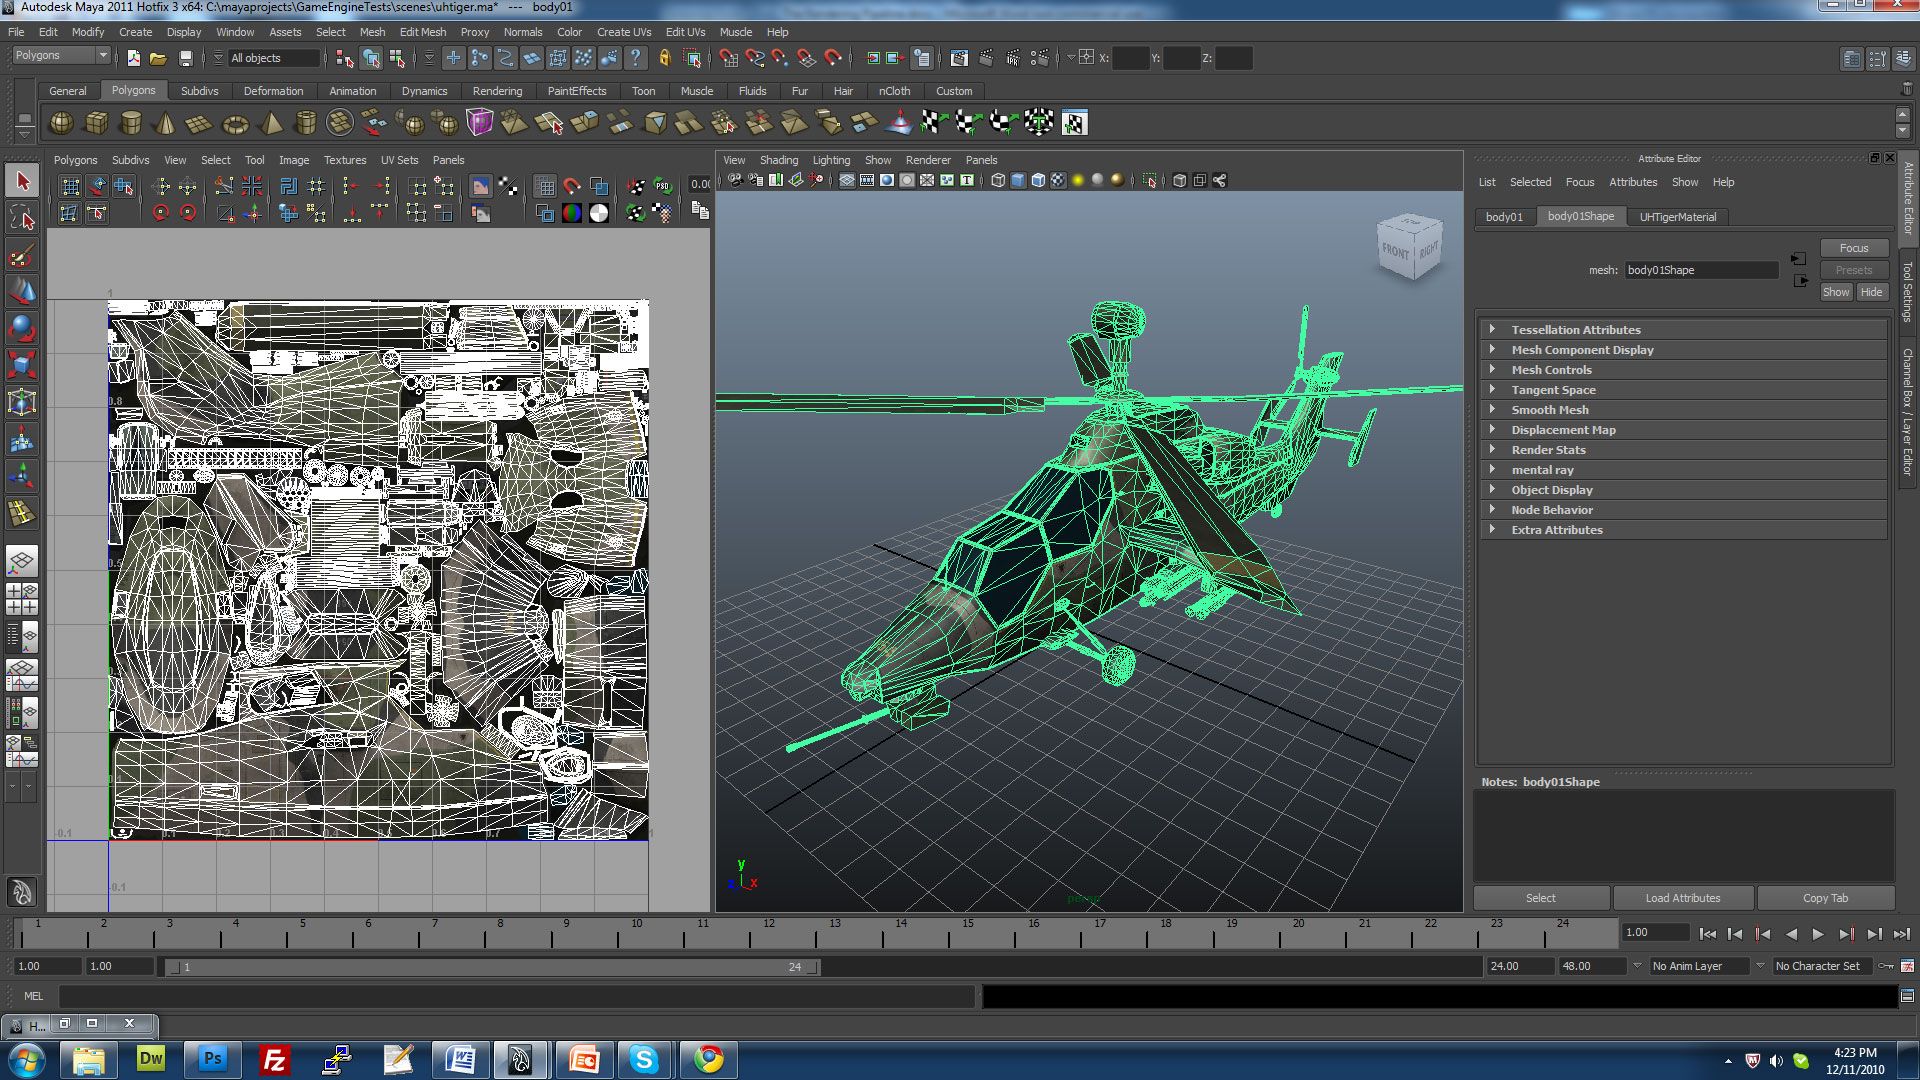 Autodesk Maya 2011 Hotfix 3 x64: C:\mayaprojects\GameEngineTests\scenes\uhtiger.ma* --- body01
File Edit Modify Create Display Window Assets Select Mesh Edit Mesh Proxy Normals Color Create UVs Edit UVs Muscle Help
Polygons All objects X: Y: Z:
General Polygons Subdivs Deformation Animation Dynamics Rendering PaintEffects Toon Muscle Fluids Fur Hair nCloth Custom
Polygons Subdivs View Select Tool Image Textures UV Sets Panels
0.00
View Shading Lighting Show Renderer Panels
FRONT RIGHT
persp
y
z x
Attribute Editor
List Selected Focus Attributes Show Help
body01 body01Shape UHTigerMaterial
mesh: body01Shape
Focus
Presets
Show Hide
Tessellation Attributes
Mesh Component Display
Mesh Controls
Tangent Space
Smooth Mesh
Displacement Map
Render Stats
mental ray
Object Display
Node Behavior
Extra Attributes
Notes: body01Shape
Select Load Attributes Copy Tab
Attribute Editor
Tool Settings
Channel Box / Layer Editor
1 2 3 4 5 6 7 8 9 10 11 12 13 14 15 16 17 18 19 20 21 22 23 24
1.00
1.00 1.00 1 24 24.00 48.00 No Anim Layer No Character Set
MEL
H...
Dw Ps Fz
4:23 PM
12/11/2010